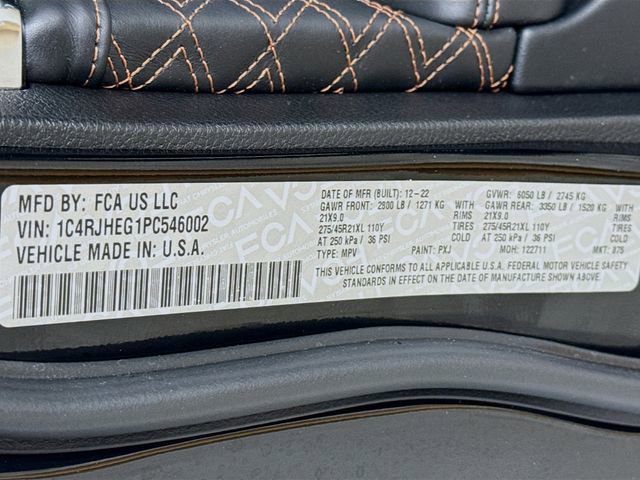 MFD BY: FCA US LLC
VIN: 1C4RJHEG1PC546002
VEHICLE MADE IN: U.S.A.
DATE OF MFR (BUILT): 12-22 GVWR: 6050 LB / 2745 KG
GAWR FRONT: 2800 LB / 1271 KG WITH GAWR REAR: 3350 LB / 1520 KG WITH
21X9.0 RIMS 21X9.0 RIMS
275/45R21XL 110Y TIRES 275/45R21XL 110Y TIRES
AT 250 kPa / 36 PSI COLD AT 250 kPa / 36 PSI COLD
TYPE: MPV PAINT: PXJ MDH: 122711 MKT: 875
THIS VEHICLE CONFORMS TO ALL APPLICABLE U.S.A. FEDERAL MOTOR VEHICLE SAFETY
STANDARDS IN EFFECT ON THE DATE OF MANUFACTURE SHOWN ABOVE.